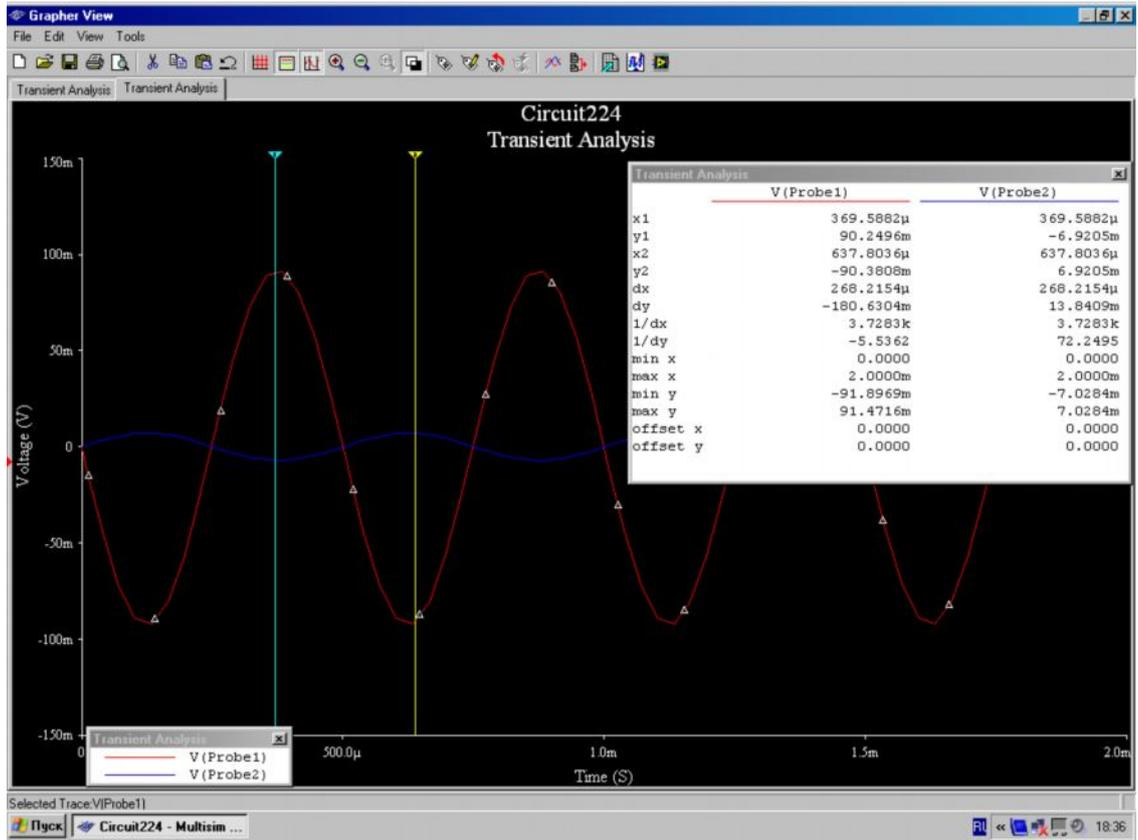 Grapher View
File Edit View Tools
Transient Analysis Transient Analysis
Circuit224
Transient Analysis
150m
100m
50m
0
-50m
-100m
-150m
Voltage (V)
Transient Analysis
V(Probe1) V(Probe2)
x1 369.5882µ 369.5882µ
y1 90.2496m -6.9205m
x2 637.8036µ 637.8036µ
y2 -90.3808m 6.9205m
dx 268.2154µ 268.2154µ
dy -180.6304m 13.8409m
1/dx 3.7283k 3.7283k
1/dy -5.5362 72.2495
min x 0.0000 0.0000
max x 2.0000m 2.0000m
min y -91.8969m -7.0284m
max y 91.4716m 7.0284m
offset x 0.0000 0.0000
offset y 0.0000 0.0000
Transient Analysis
V(Probe1)
V(Probe2)
0 500.0µ 1.0m 1.5m 2.0m
Time (S)
Selected Trace:V(Probe1)
Пуск Circuit224 - Multisim ... RL « 18:36